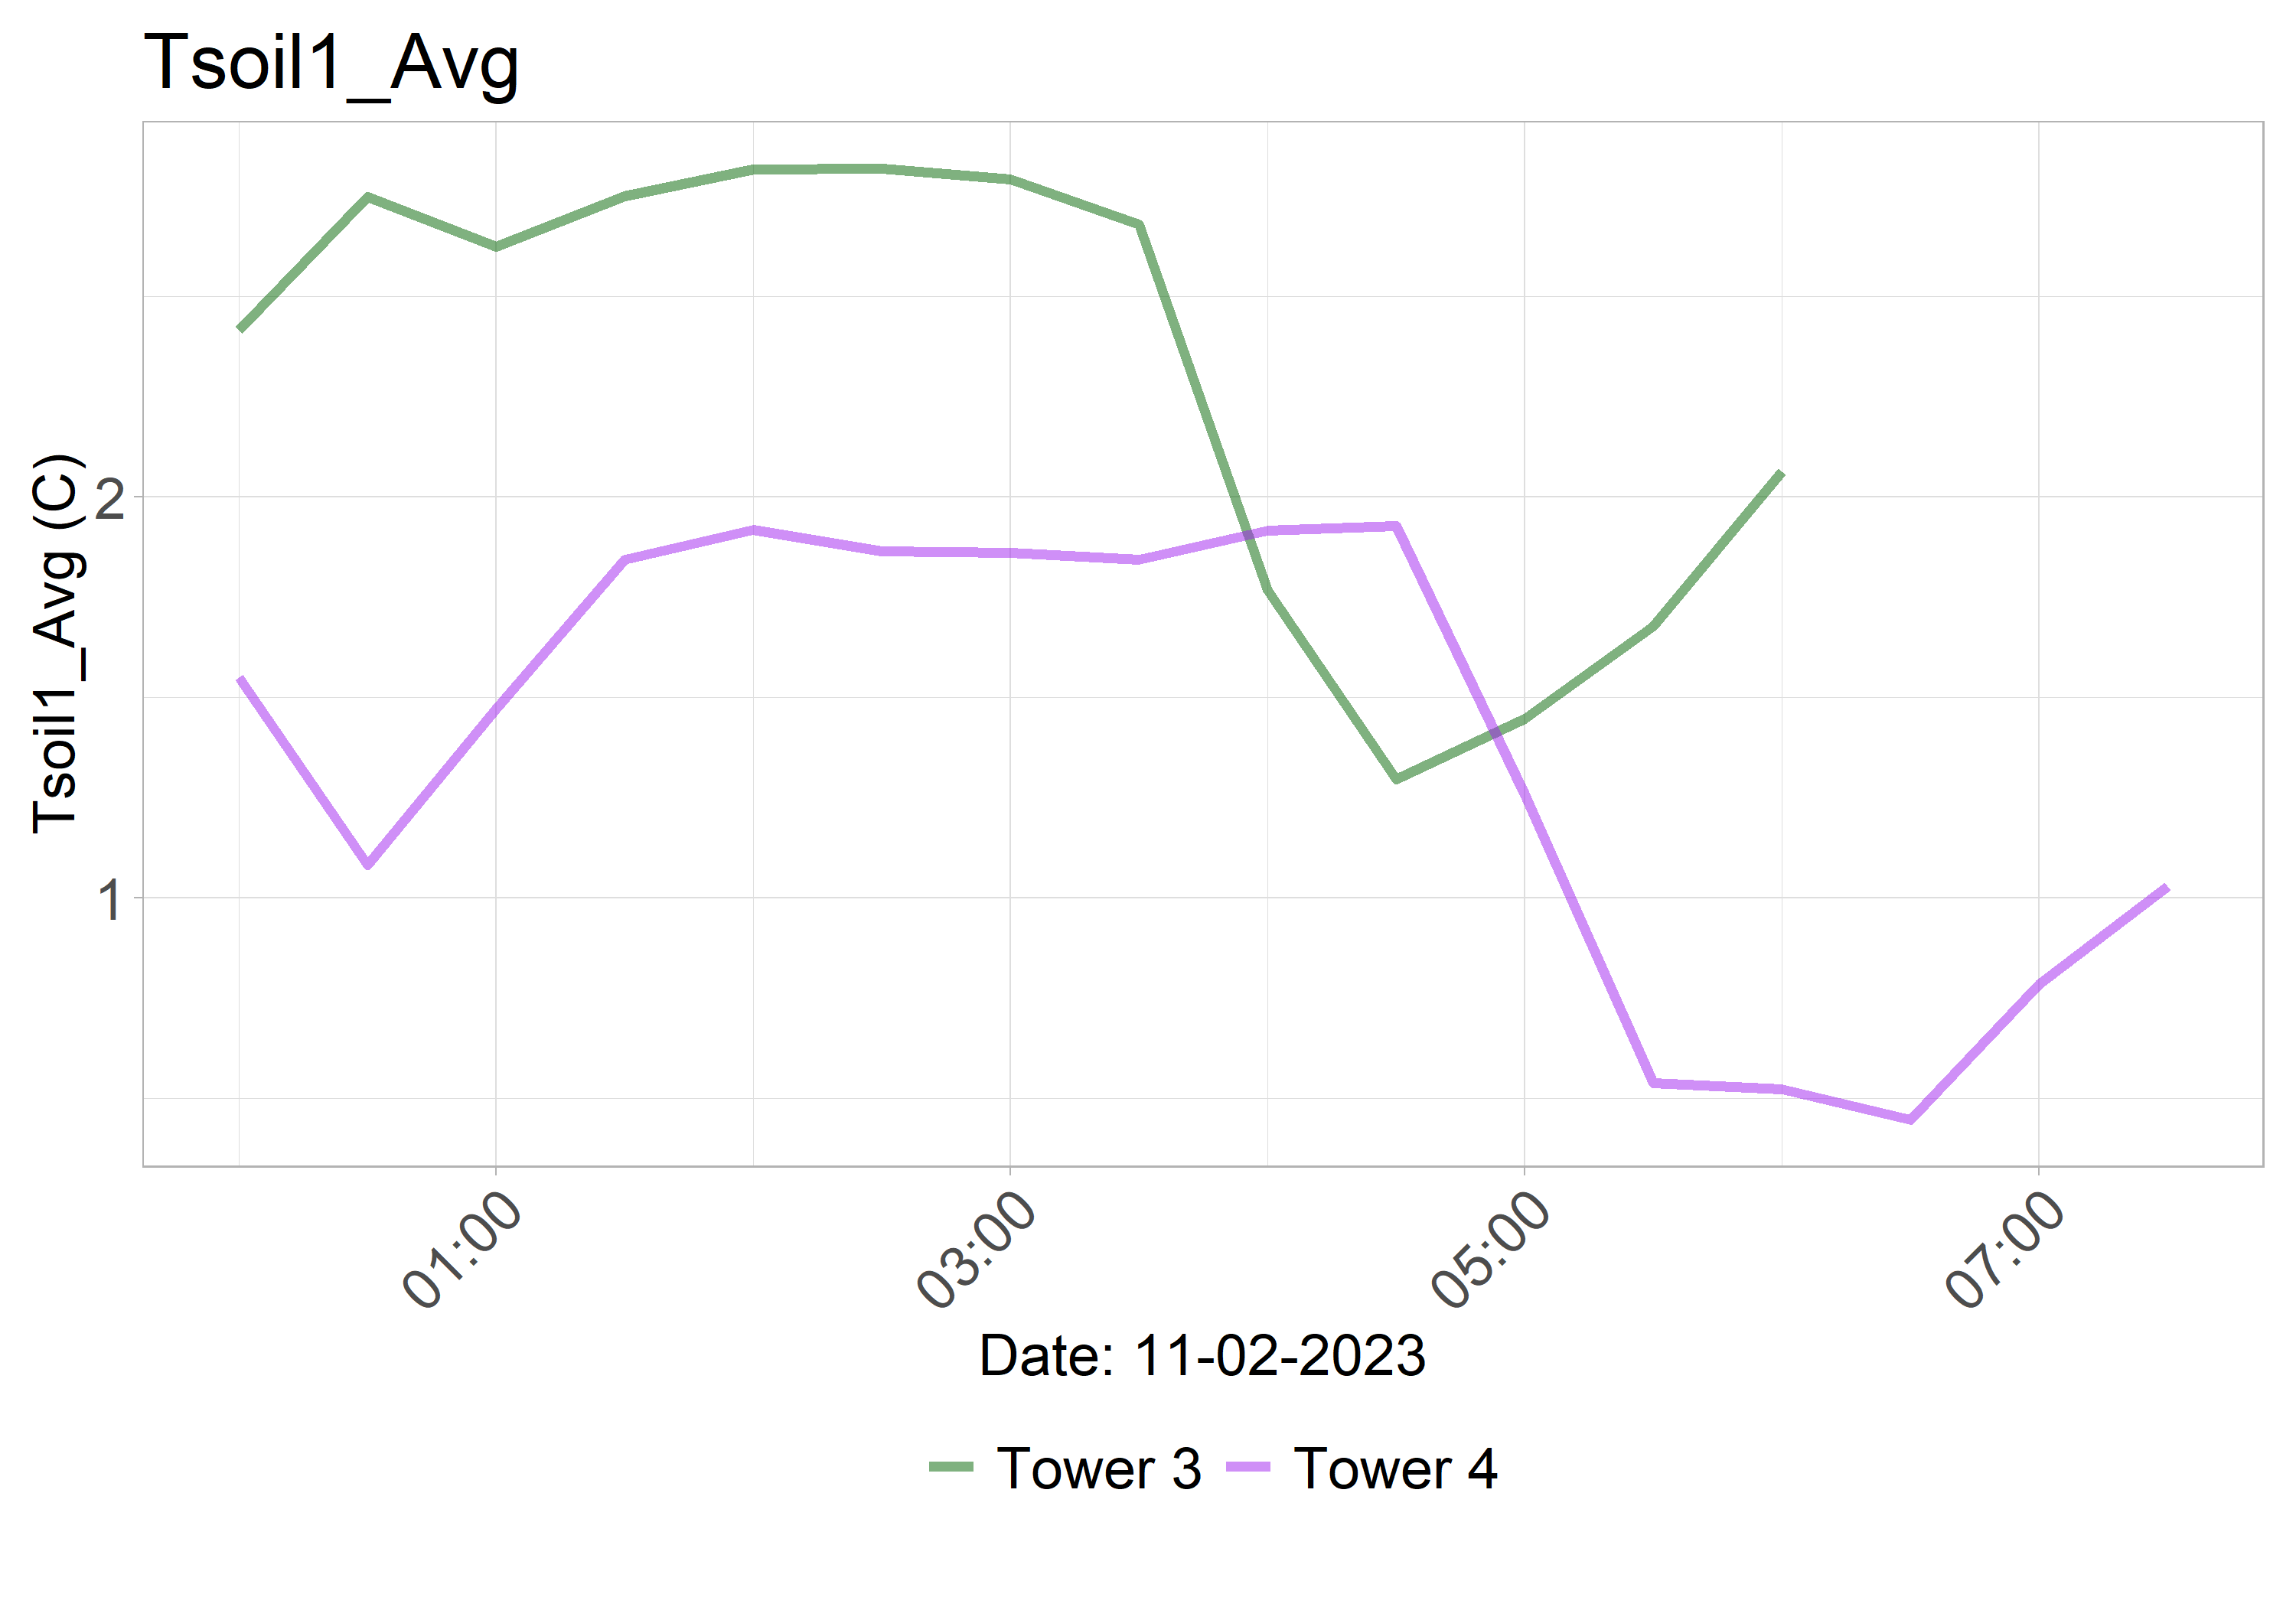 Tsoil1_Avg
Tsoil1_Avg (C)
2
1
01:00
03:00
05:00
07:00
Date: 11-02-2023
Tower 3
Tower 4